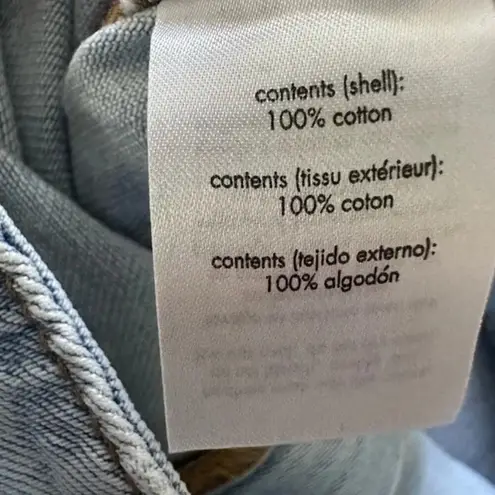 contents (shell):
100% cotton
contents (tissu extérieur):
100% coton
contents (tejido externo):
100% algodón